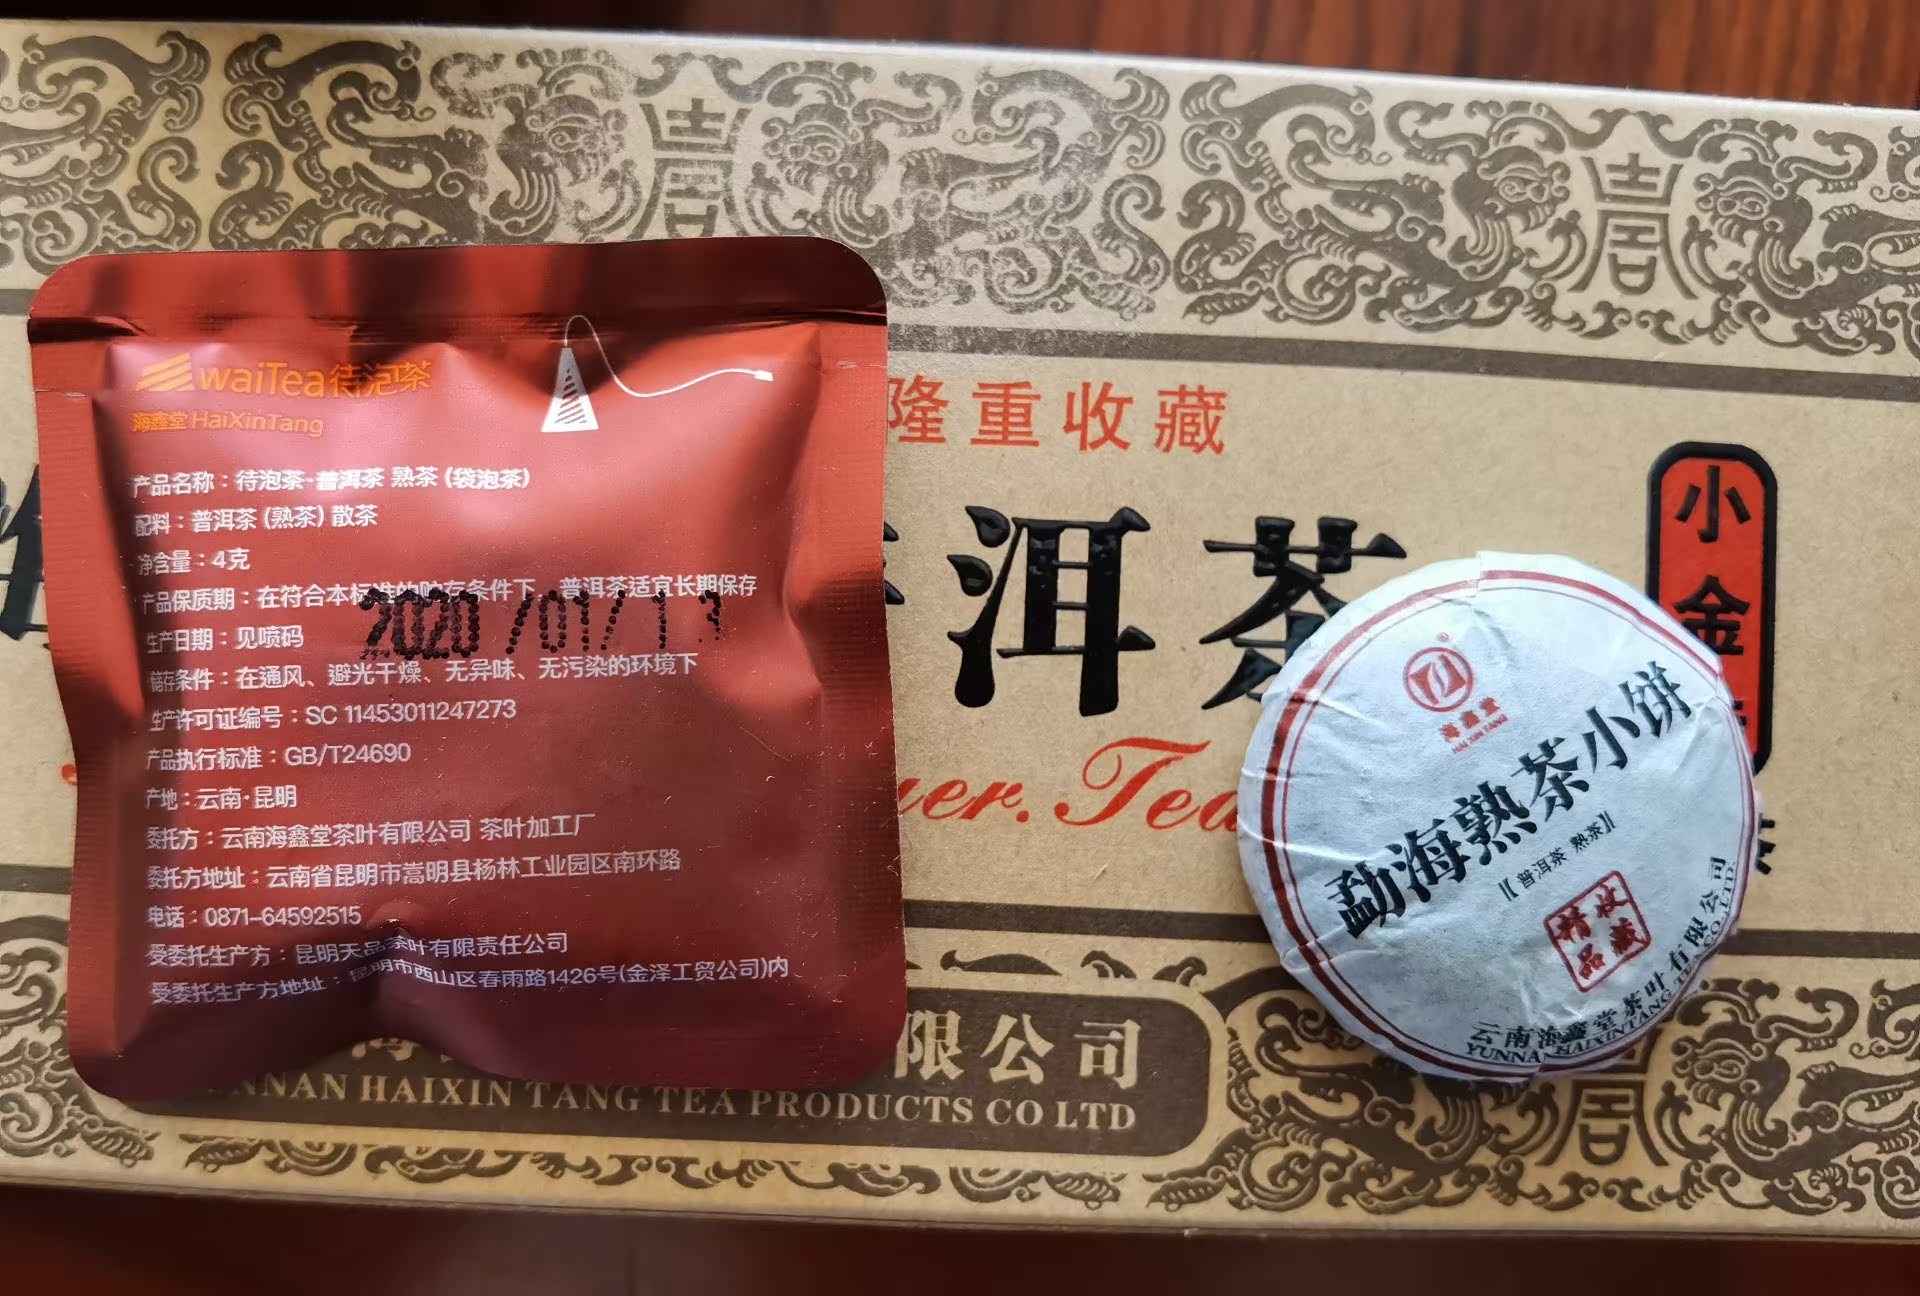 隆重收藏
洱茶
小金
er. Tea
限公司
NNAN HAIXIN TANG TEA PRODUCTS CO LTD
waiTea待泡茶
海鑫堂 HaiXinTang
产品名称：待泡茶-普洱茶 熟茶 (袋泡茶)
配料：普洱茶 (熟茶) 散茶
净含量：4克
产品保质期：在符合本标准的贮存条件下，普洱茶适宜长期保存
生产日期：见喷码
2020/01/13
储存条件：在通风、避光干燥、无异味、无污染的环境下
生产许可证编号：SC 11453011247273
产品执行标准：GB/T24690
产地：云南·昆明
委托方：云南海鑫堂茶叶有限公司 茶叶加工厂
委托方地址：云南省昆明市嵩明县杨林工业园区南环路
电话：0871-64592515
受委托生产方：昆明天品茶叶有限责任公司
受委托生产方地址：昆明市西山区春雨路1426号(金泽工贸公司)内
海鑫堂
HAI XIN TANG
勐海熟茶小饼
〖普洱茶 熟茶〗
收藏
精品
云南海鑫堂茶叶有限公司
YUNNAN HAIXINTANG TEA CO.,LTD.